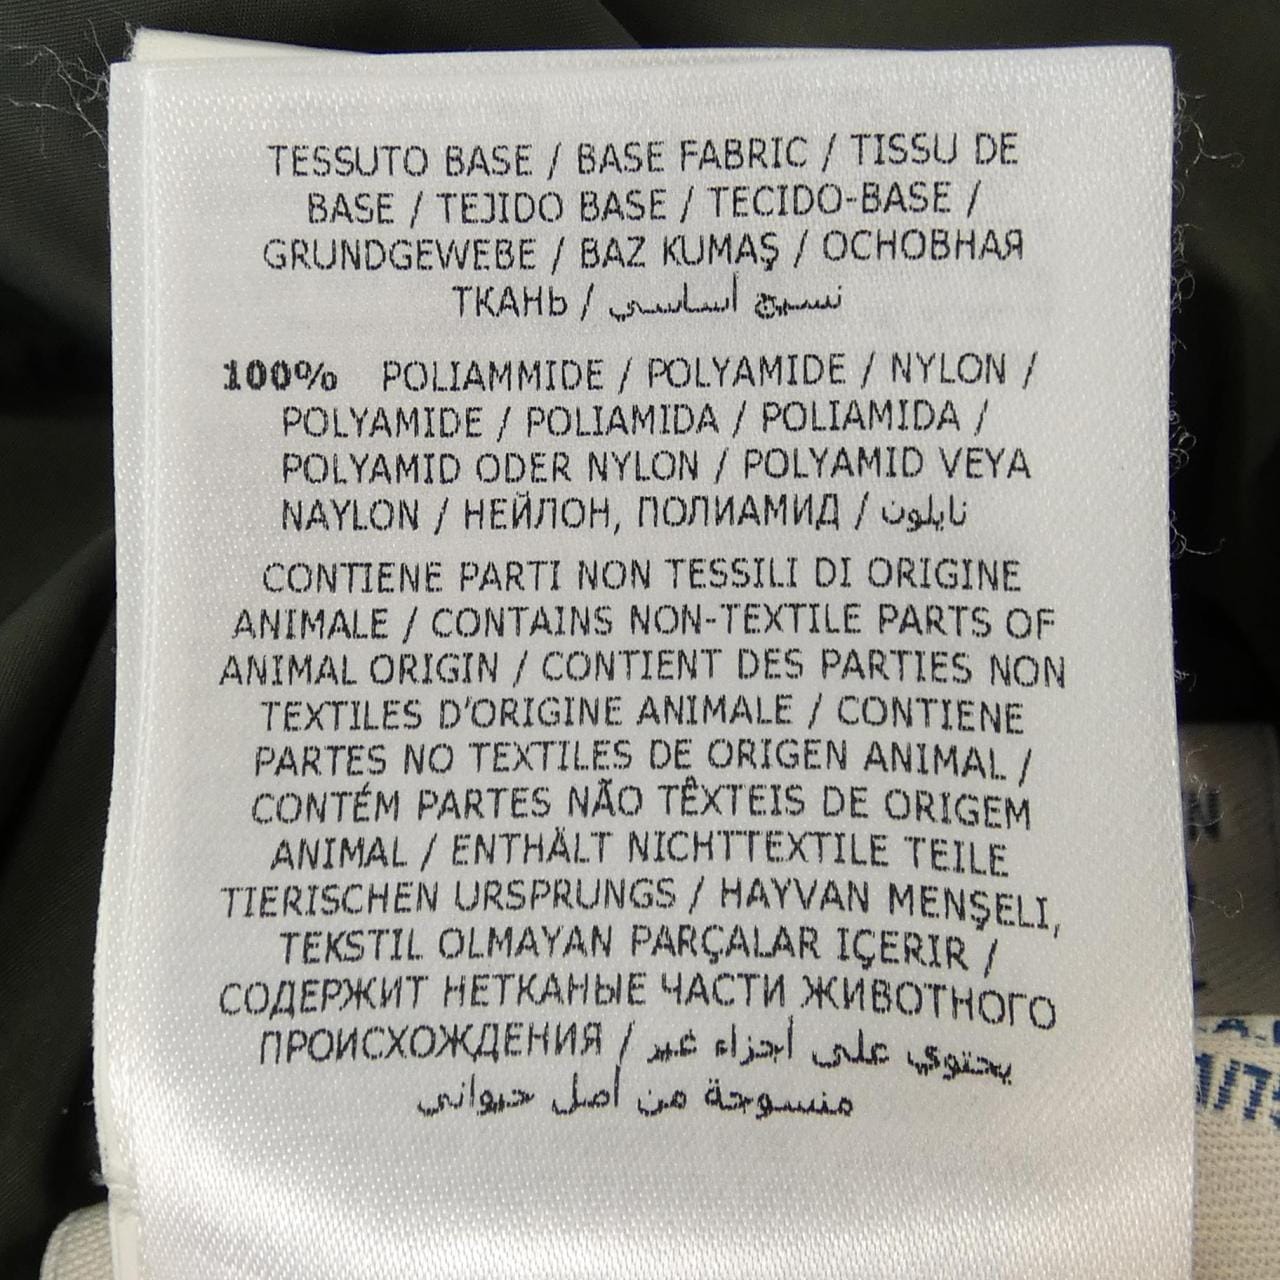 TESSUTO BASE / BASE FABRIC / TISSU DE
BASE / TEJIDO BASE / TECIDO-BASE /
GRUNDGEWEBE / BAZ KUMAŞ / ОСНОВНАЯ
ТКАНЬ / نسيج أساسي
100% POLIAMMIDE / POLYAMIDE / NYLON /
POLYAMIDE / POLIAMIDA / POLIAMIDA /
POLYAMID ODER NYLON / POLYAMID VEYA
NAYLON / НЕЙЛОН, ПОЛИАМИД / نايلون
CONTIENE PARTI NON TESSILI DI ORIGINE
ANIMALE / CONTAINS NON-TEXTILE PARTS OF
ANIMAL ORIGIN / CONTIENT DES PARTIES NON
TEXTILES D'ORIGINE ANIMALE / CONTIENE
PARTES NO TEXTILES DE ORIGEN ANIMAL /
CONTÉM PARTES NÃO TÊXTEIS DE ORIGEM
ANIMAL / ENTHÄLT NICHTTEXTILE TEILE
TIERISCHEN URSPRUNGS / HAYVAN MENŞELI,
TEKSTIL OLMAYAN PARÇALAR IÇERIR /
СОДЕРЖИТ НЕТКАНЫЕ ЧАСТИ ЖИВОТНОГО
ПРОИСХОЖДЕНИЯ / يحتوي على أجزاء غير
منسوجة من أصل حيواني